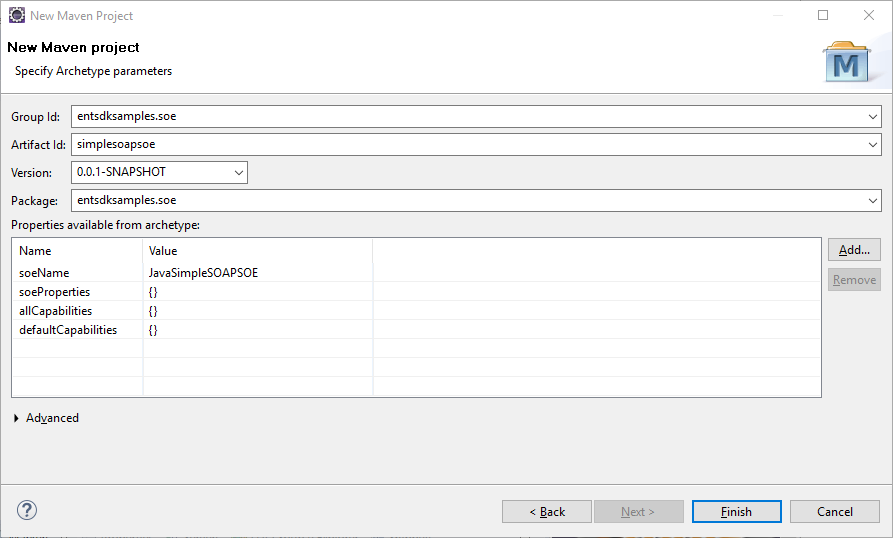 New Maven Project
New Maven project
Specify Archetype parameters
M
Group Id: entsdksamples.soe
Artifact Id: simplesoapsoe
Version: 0.0.1-SNAPSHOT
Package: entsdksamples.soe
Properties available from archetype:
Name Value
soeName JavaSimpleSOAPSOE
soeProperties {}
allCapabilities {}
defaultCapabilities {}
Add...
Remove
Advanced
? < Back Next > Finish Cancel